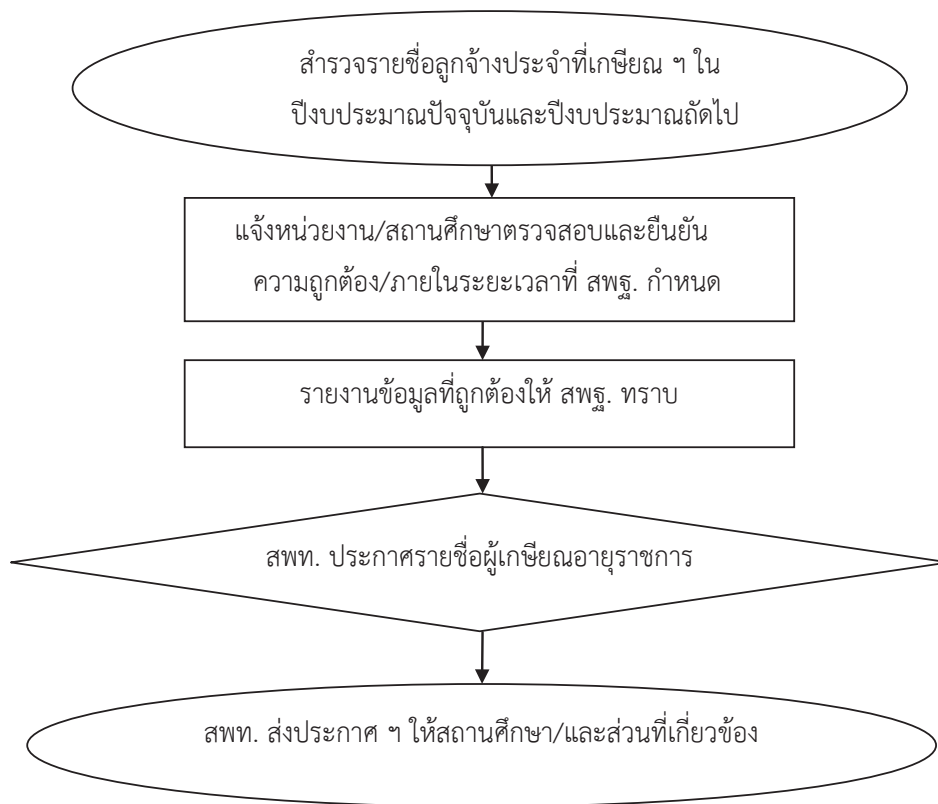 สำรวจรายชื่อลูกจ้างประจำที่เกษียณ ฯ ใน
ปีงบประมาณปัจจุบันและปีงบประมาณถัดไป
แจ้งหน่วยงาน/สถานศึกษาตรวจสอบและยืนยัน
ความถูกต้อง/ภายในระยะเวลาที่ สพฐ. กำหนด
รายงานข้อมูลที่ถูกต้องให้ สพฐ. ทราบ
สพท. ประกาศรายชื่อผู้เกษียณอายุราชการ
สพท. ส่งประกาศ ฯ ให้สถานศึกษา/และส่วนที่เกี่ยวข้อง